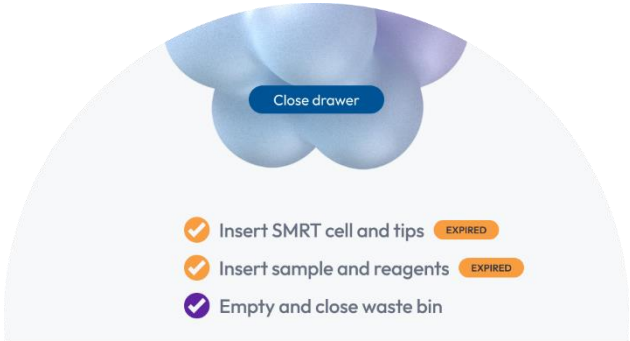 Close drawer
Insert SMRT cell and tips EXPIRED
Insert sample and reagents EXPIRED
Empty and close waste bin